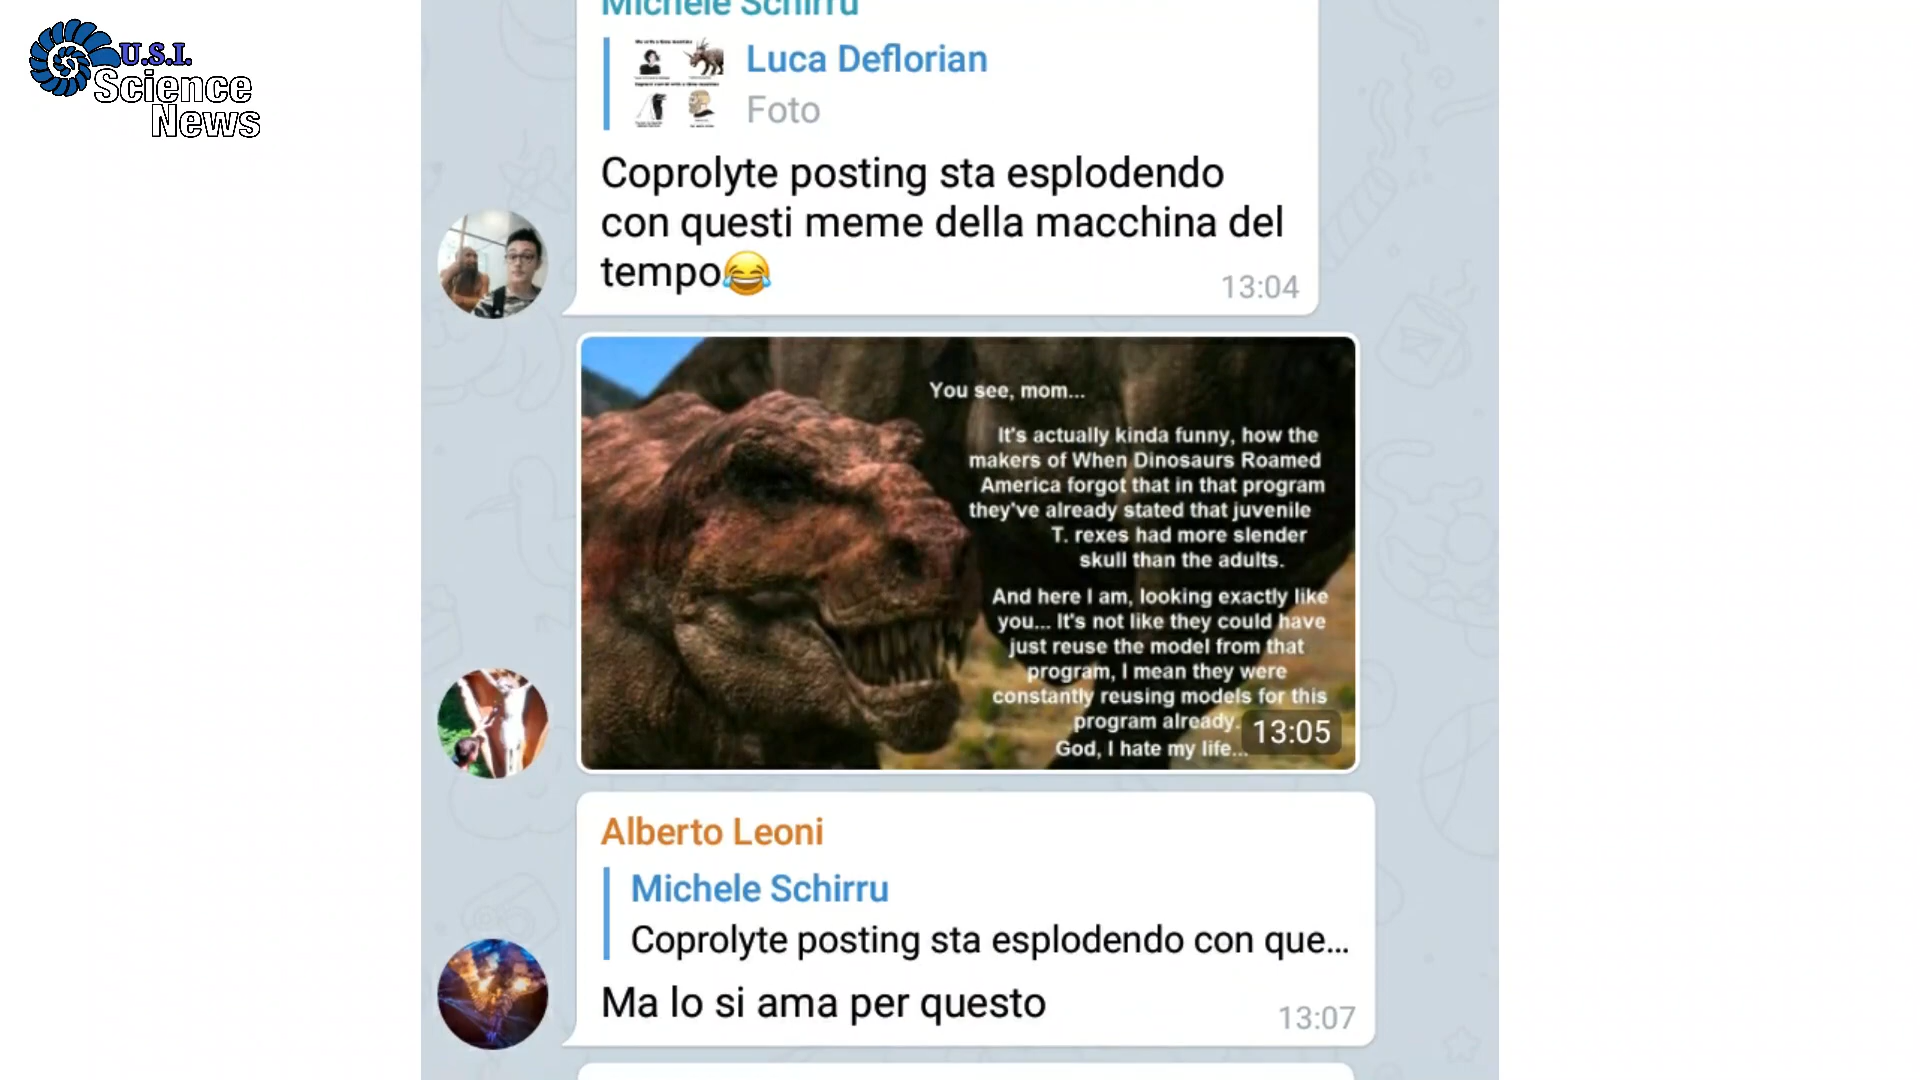 U.S.I.
Science
News
Michele Schirru
Luca Deflorian
Foto
Coprolyte posting sta esplodendo
con questi meme della macchina del
tempo😂
13:04
You see, mom...
It's actually kinda funny, how the
makers of When Dinosaurs Roamed
America forgot that in that program
they've already stated that juvenile
T. rexes had more slender
skull than the adults.
And here I am, looking exactly like
you... It's not like they could have
just reuse the model from that
program, I mean they were
constantly reusing models for this
program already.
God, I hate my life...
13:05
Alberto Leoni
Michele Schirru
Coprolyte posting sta esplodendo con que...
Ma lo si ama per questo
13:07